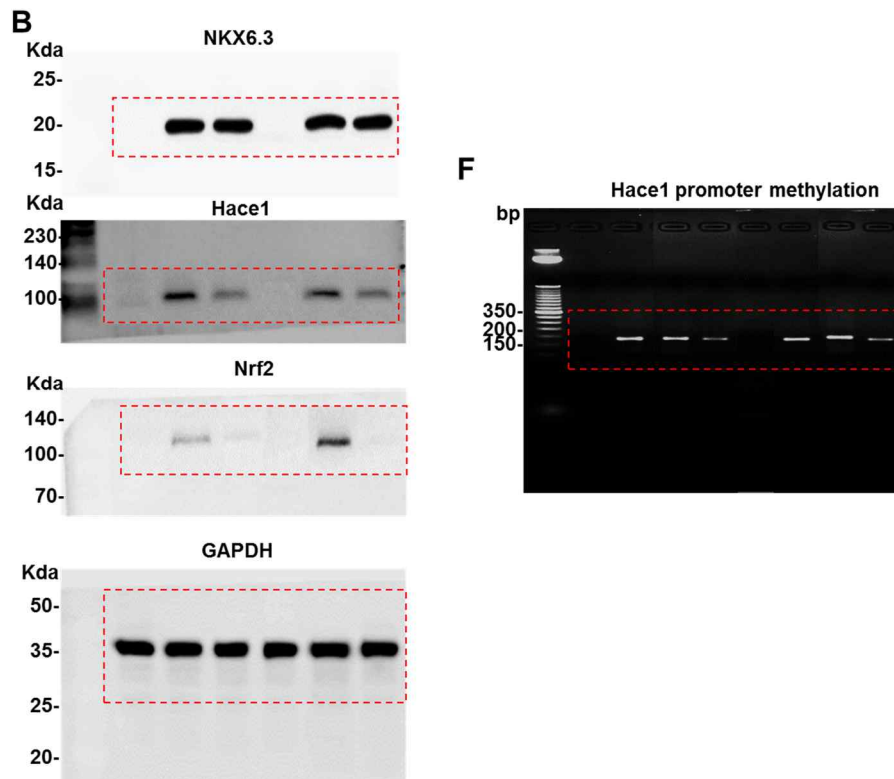 B
NKX6.3
Kda
25-
20-
15-
Kda
Hace1
230-
140-
100-
Nrf2
Kda
140-
100-
70-
GAPDH
Kda
50-
35-
25-
20-
F
Hace1 promoter methylation
bp
350-
200-
150-